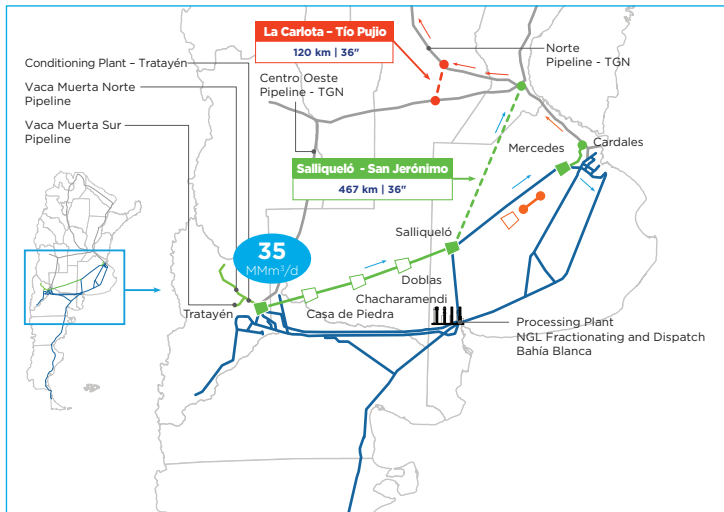 La Carlota – Tío Pujio
120 km | 36"
Norte
Pipeline - TGN
Conditioning Plant – Tratayén
Centro Oeste
Pipeline - TGN
Vaca Muerta Norte
Pipeline
Vaca Muerta Sur
Pipeline
Mercedes
Cardales
Salliqueló - San Jerónimo
467 km | 36"
Salliqueló
35
MMm³/d
Doblas
Chacharamendi
Casa de Piedra
Tratayén
Processing Plant
NGL Fractionating and Dispatch
Bahía Blanca